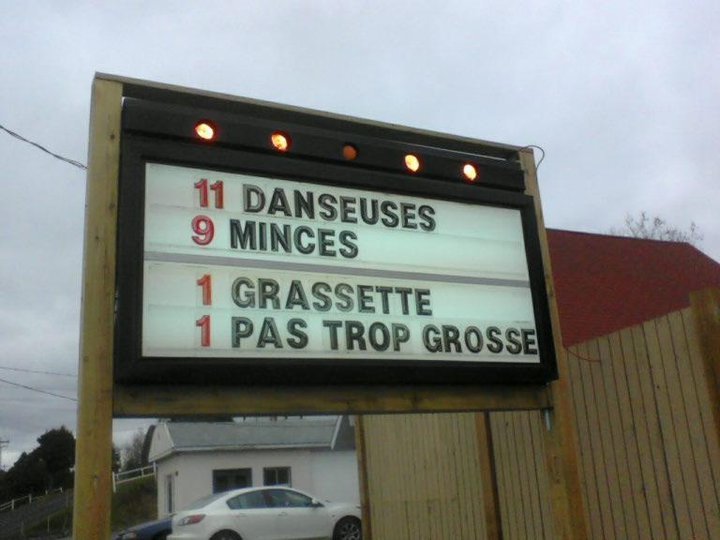 11 DANSEUSES
9 MINCES
1 GRASSETTE
1 PAS TROP GROSSE